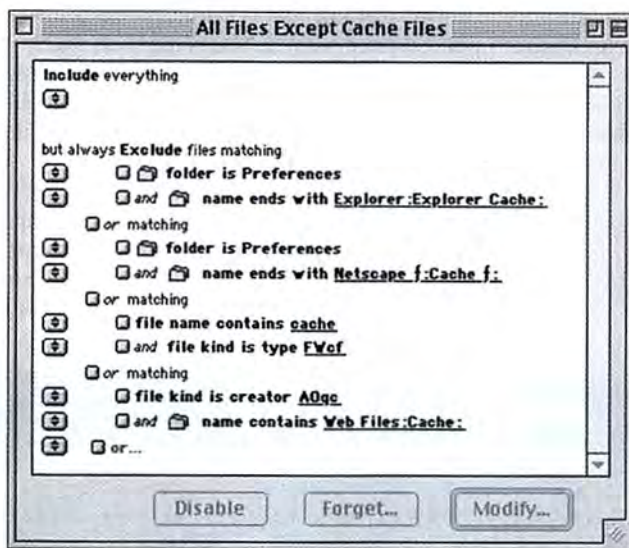 All Files Except Cache Files
Include everything
but always Exclude files matching
folder is Preferences
and name ends with Explorer:Explorer Cache:
or matching
folder is Preferences
and name ends with Netscape ƒ:Cache ƒ:
or matching
file name contains cache
and file kind is type FWcf
or matching
file kind is creator AOqc
and name contains Web Files:Cache:
or...
Disable Forget... Modify...